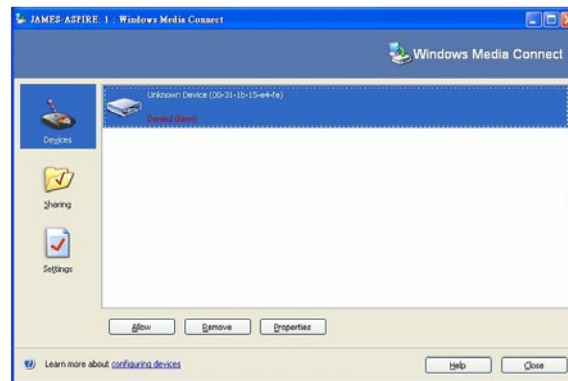 JAMES-ASPIRE: 1 : Windows Media Connect
Windows Media Connect
Devices
Sharing
Settings
Unknown Device (00-31-1b-15-e4-fe)
Denied (New)
Allow
Remove
Properties
Learn more about configuring devices
Help
Close